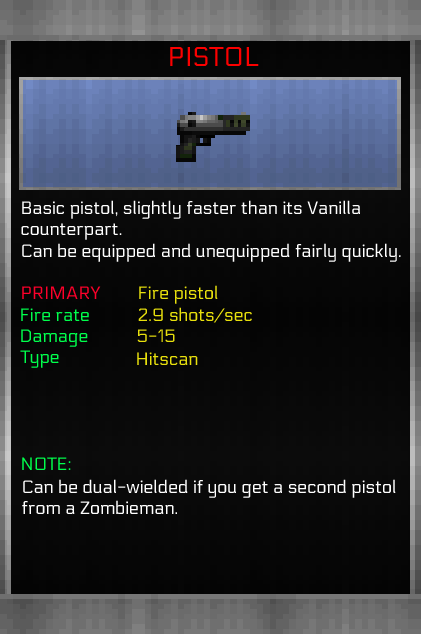 PISTOL
Basic pistol, slightly faster than its Vanilla
counterpart.
Can be equipped and unequipped fairly quickly.
PRIMARY Fire pistol
Fire rate 2.9 shots/sec
Damage 5-15
Type Hitscan
NOTE:
Can be dual-wielded if you get a second pistol
from a Zombieman.